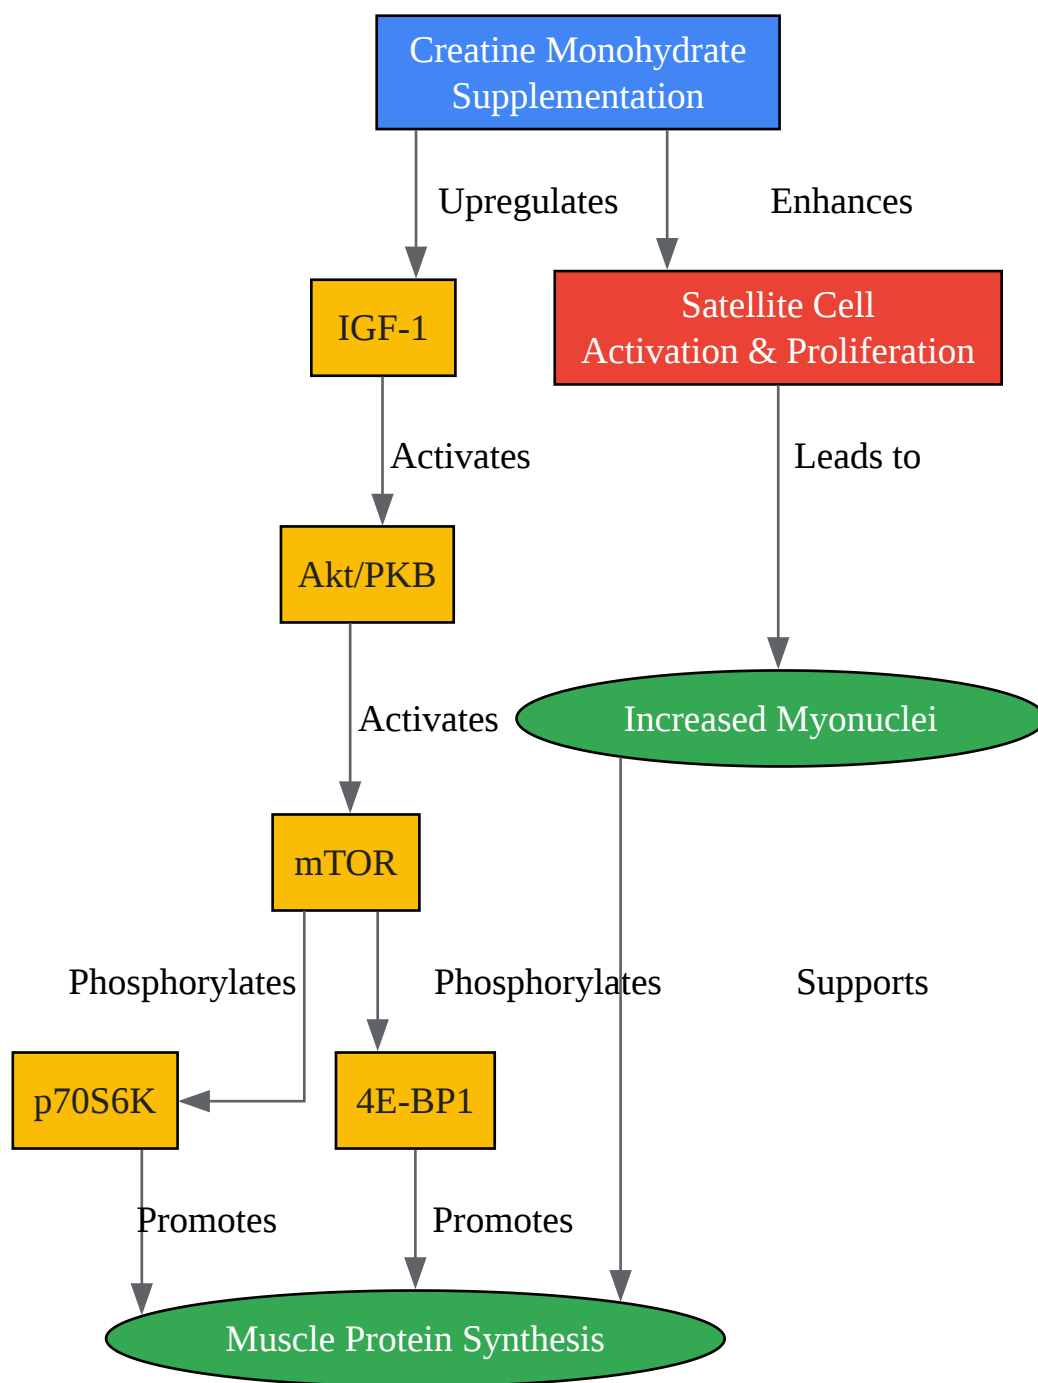 Creatine Monohydrate
Supplementation
Upregulates
Enhances
IGF-1
Satellite Cell
Activation & Proliferation
Activates
Leads to
Akt/PKB
Activates
Increased Myonuclei
mTOR
Phosphorylates
Phosphorylates
Supports
p70S6K
4E-BP1
Promotes
Promotes
Muscle Protein Synthesis